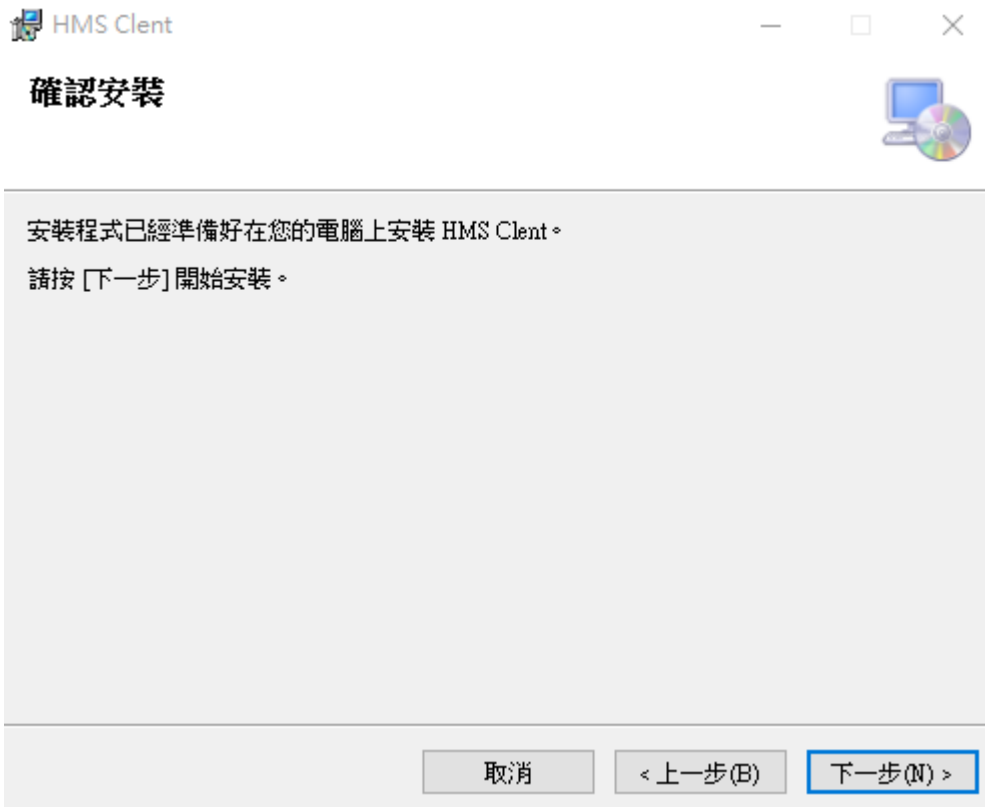 HMS Clent
確認安裝
安裝程式已經準備好在您的電腦上安裝 HMS Clent。
請按 [下一步] 開始安裝。
取消
< 上一步(B)
下一步(N) >